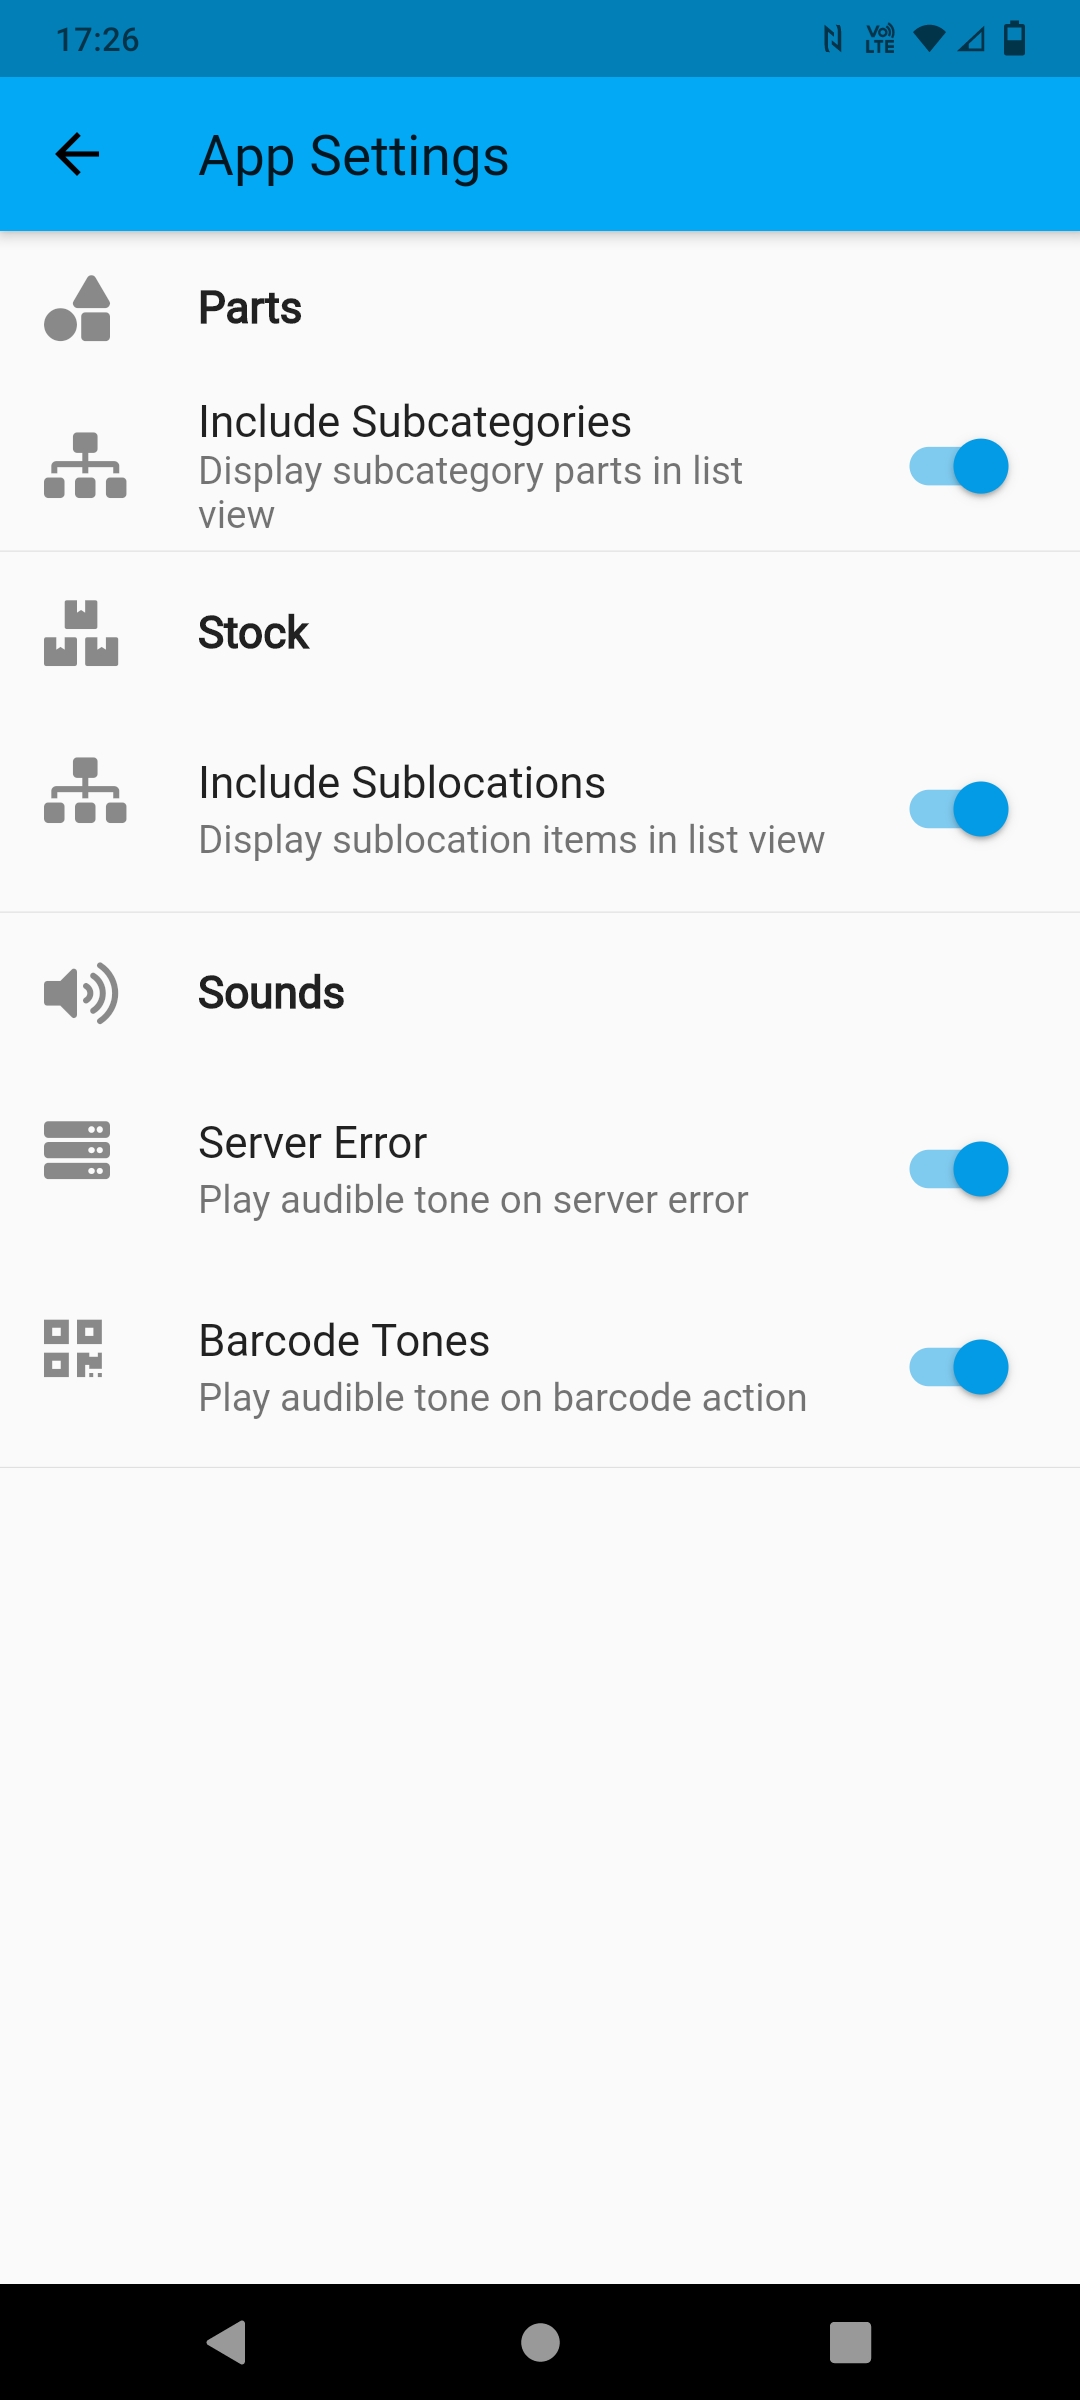 17:26
Vo)) LTE
App Settings
Parts
Include Subcategories
Display subcategory parts in list
view
Stock
Include Sublocations
Display sublocation items in list view
Sounds
Server Error
Play audible tone on server error
Barcode Tones
Play audible tone on barcode action